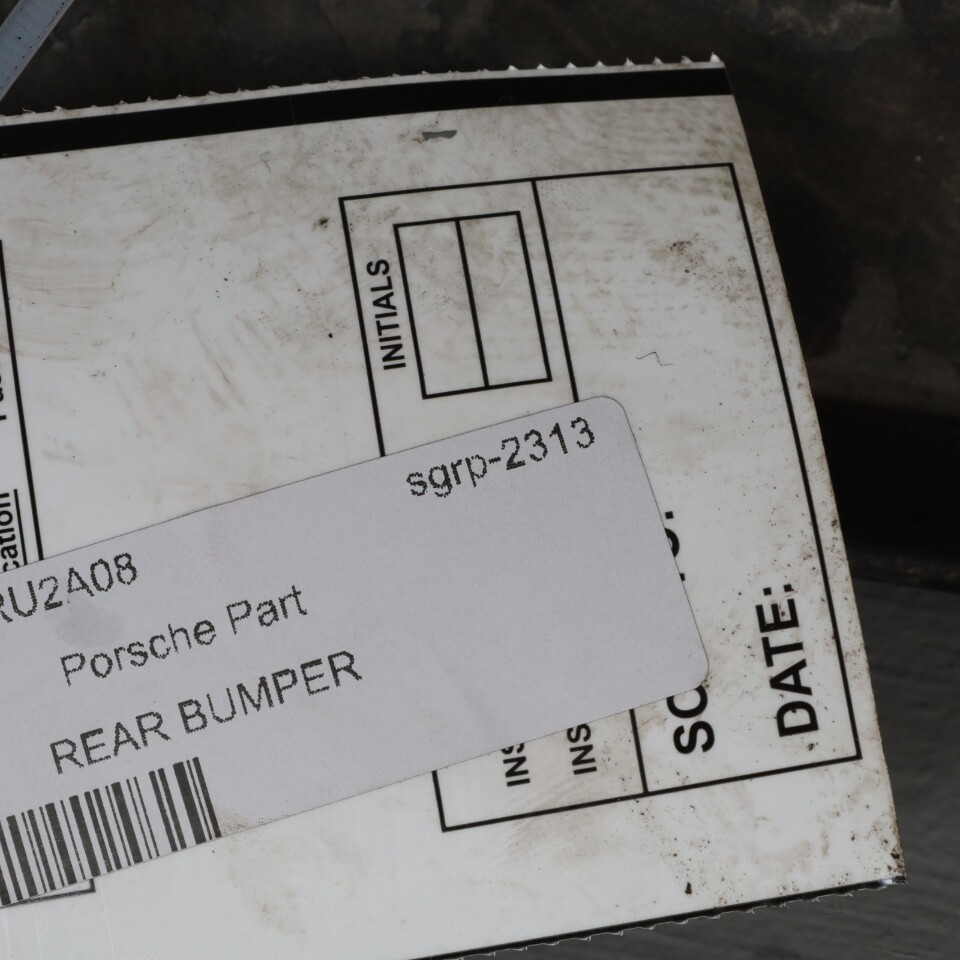 INITIALS
sgrp-2313
RU2A08
Porsche Part
REAR BUMPER
DATE: